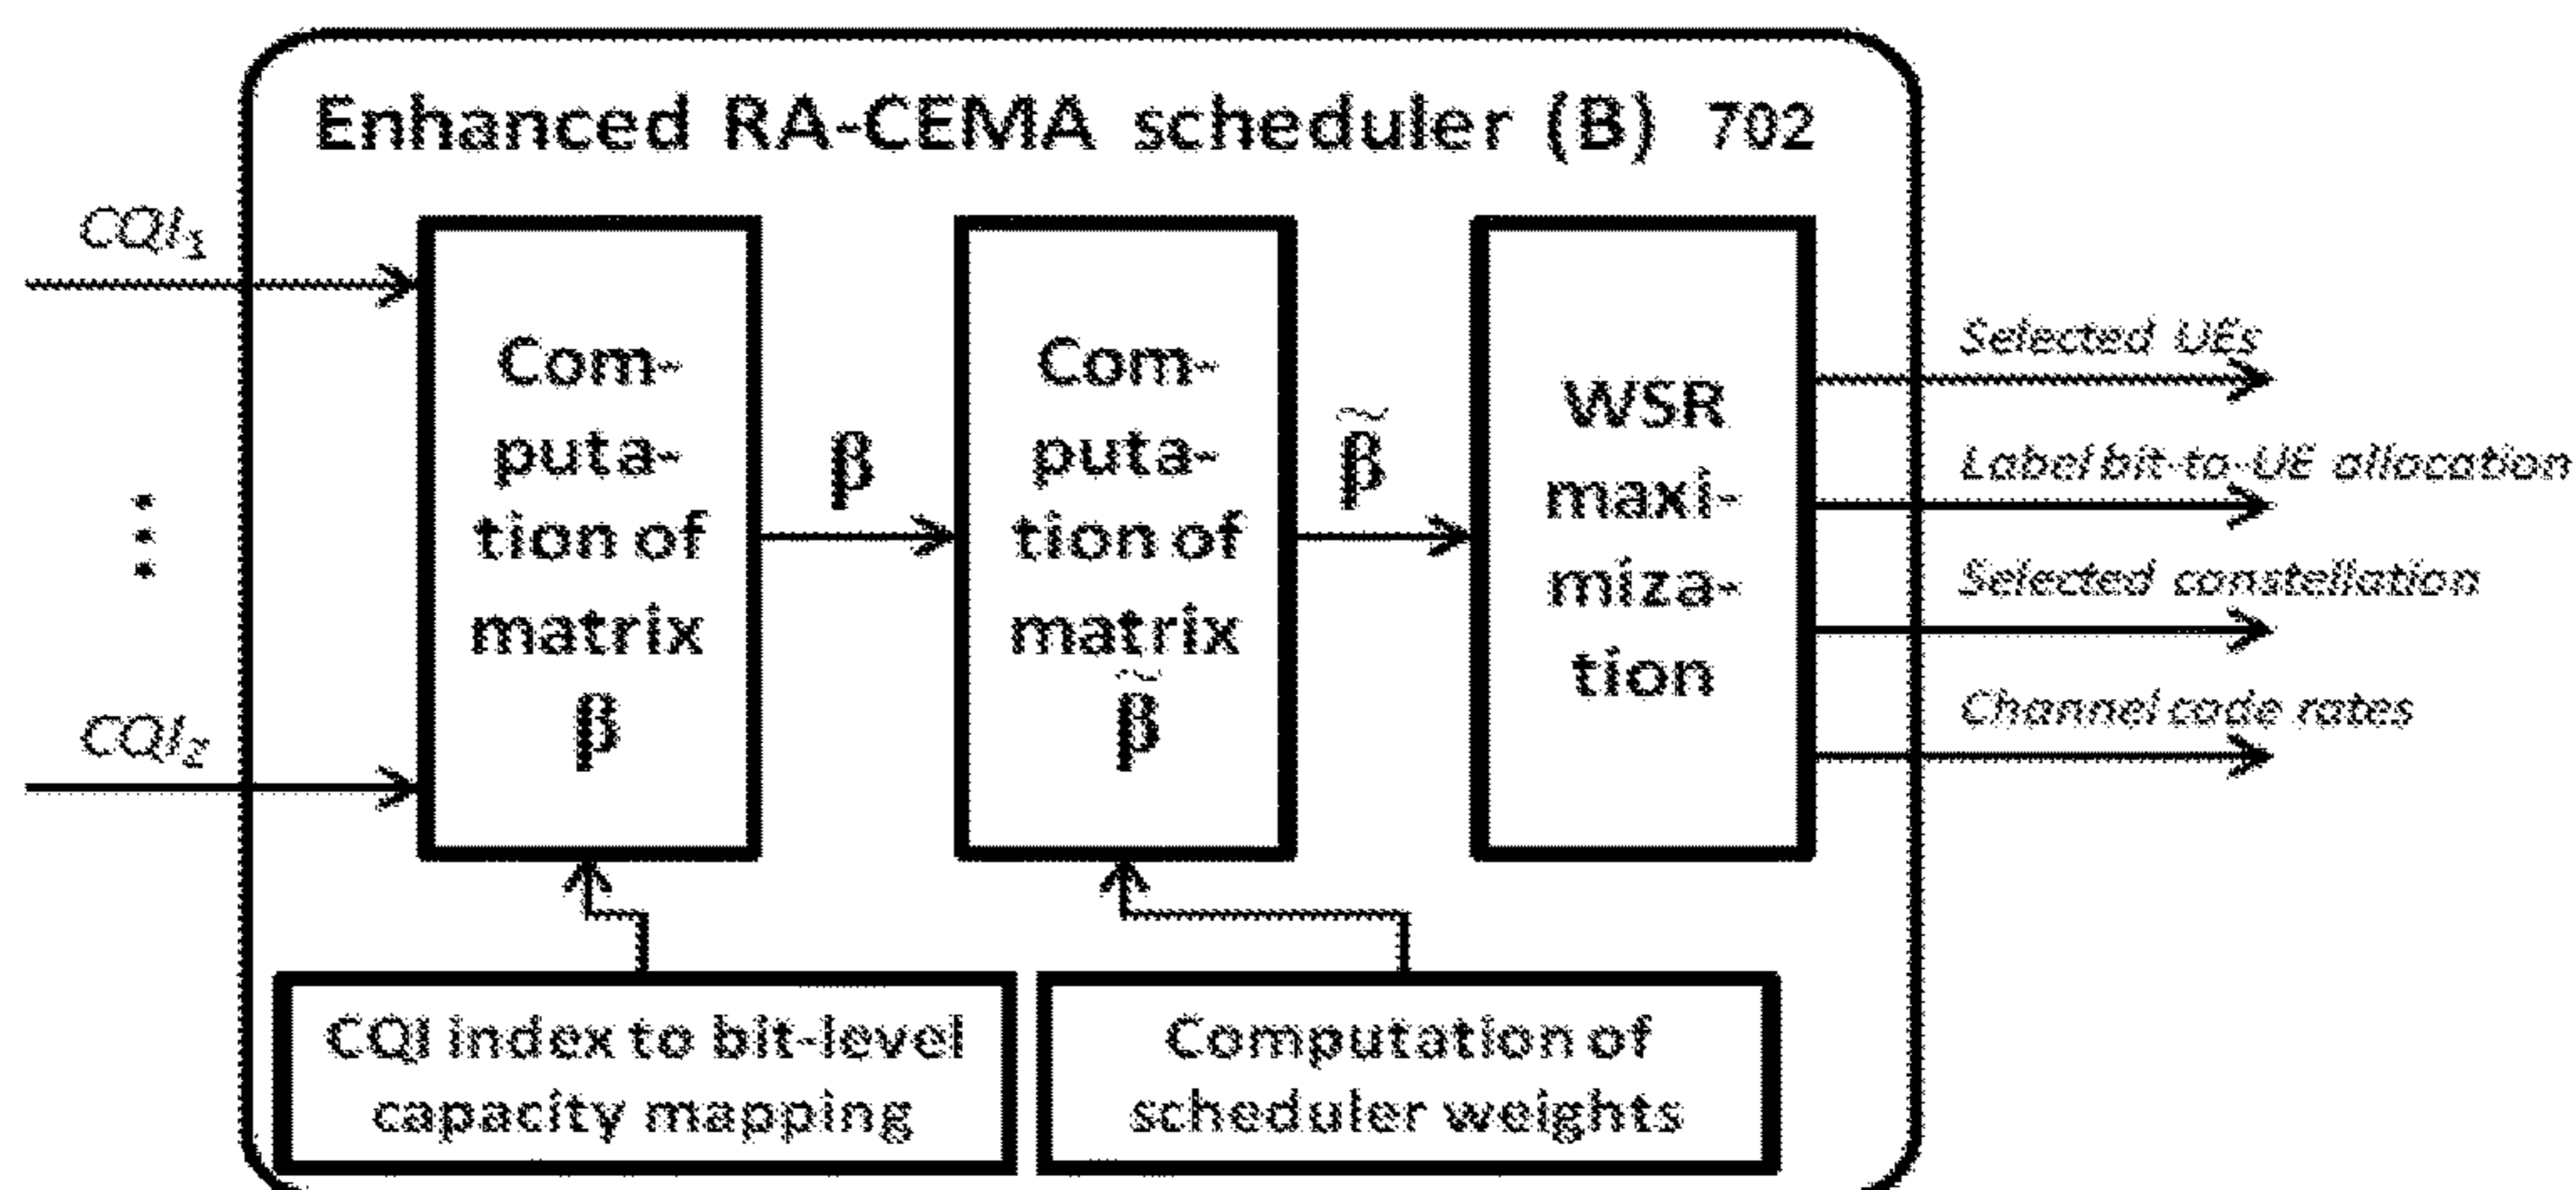 Enhanced RA-CEMA scheduler (B) 702
CQI₁
Com-
puta-
tion of
matrix
β
β
Com-
puta-
tion of
matrix
β̃
β̃
WSR
maxi-
miza-
tion
Selected UEs
Label bit-to-UE allocation
Selected constellation
Channel code rates
CQI index to bit-level
capacity mapping
Computation of
scheduler weights